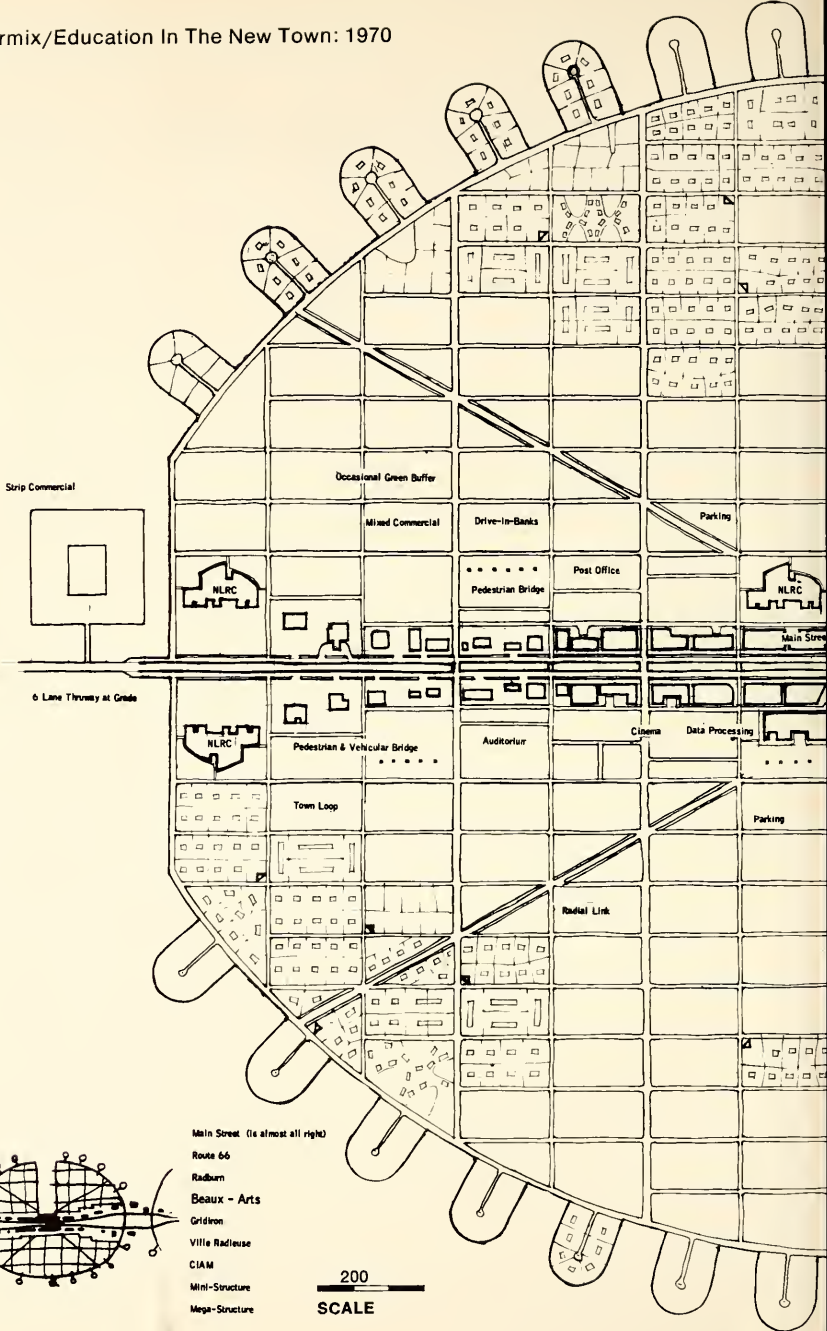 rmix/Education In The New Town: 1970
Strip Commercial
Occasional Green Buffer
Mixed Commercial
Drive-In-Banks
Parking
NLRC
Pedestrian Bridge
Post Office
NLRC
Main Stree
6 Lane Thruway at Grade
NLRC
Pedestrian & Vehicular Bridge
Auditorium
Cinema
Data Processing
Town Loop
Parking
Radial Link
Main Street (is almost all right)
Route 66
Radburn
Beaux - Arts
Gridiron
Ville Radieuse
CIAM
Mini-Structure
Mega-Structure
200
SCALE